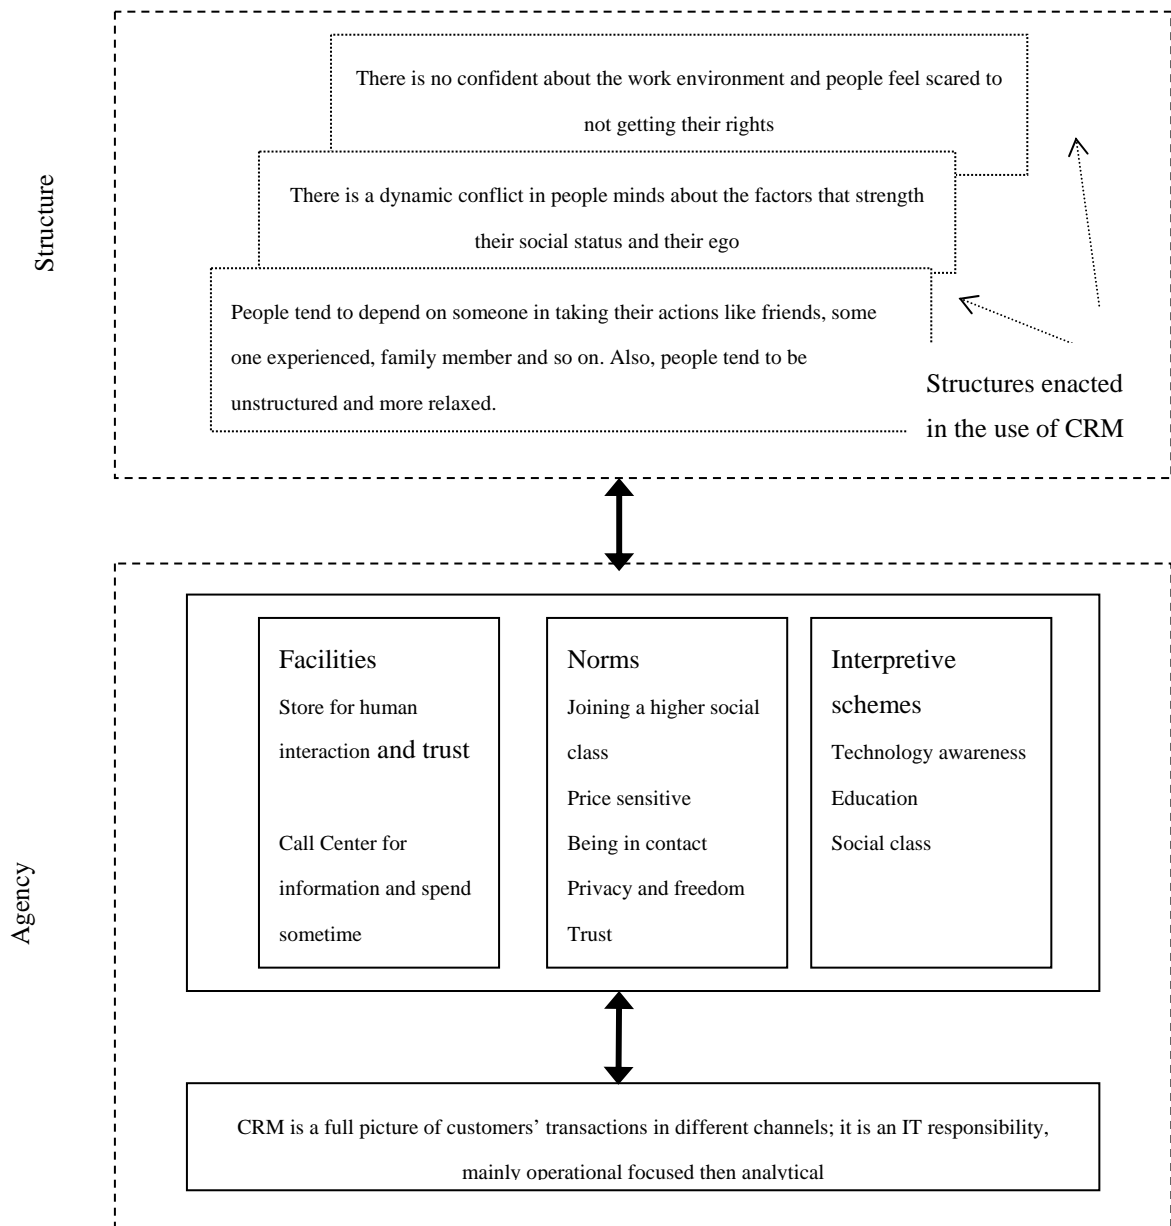 Structure
There is no confident about the work environment and people feel scared to
not getting their rights
There is a dynamic conflict in people minds about the factors that strength
their social status and their ego
People tend to depend on someone in taking their actions like friends, some
one experienced, family member and so on. Also, people tend to be
unstructured and more relaxed.
Structures enacted
in the use of CRM
Agency
Facilities
Store for human
interaction and trust
Call Center for
information and spend
sometime
Norms
Joining a higher social
class
Price sensitive
Being in contact
Privacy and freedom
Trust
Interpretive
schemes
Technology awareness
Education
Social class
CRM is a full picture of customers’ transactions in different channels; it is an IT responsibility,
mainly operational focused then analytical